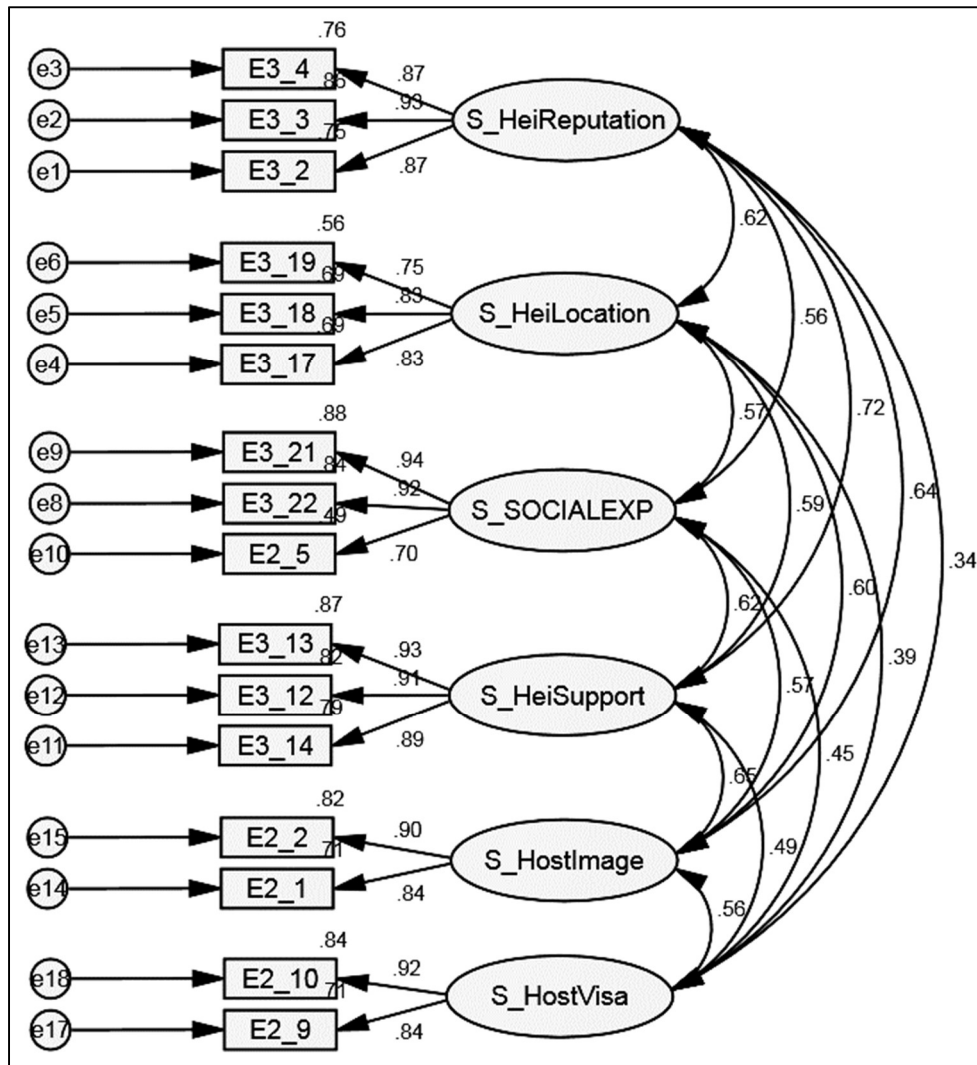 .76
e3 E3_4 .87
.85
e2 E3_3 .93 S_HeiReputation
.75
e1 E3_2 .87
.62
.56
e6 E3_19 .75
.69
e5 E3_18 .83 S_HeiLocation .56
.69
e4 E3_17 .83
.57 .72
.88
e9 E3_21 .94
.84
e8 E3_22 .92 S_SOCIALEXP .59 .64
.49
e10 E2_5 .70
.34
.62 .60
.87
e13 E3_13 .93 .39
.82
e12 E3_12 .91 S_HeiSupport .57
.79
e11 E3_14 .89 .45
.65
.82
e15 E2_2 .90
.71 S_HostImage .49
e14 E2_1 .84
.56
.84
e18 E2_10 .92
.71 S_HostVisa
e17 E2_9 .84